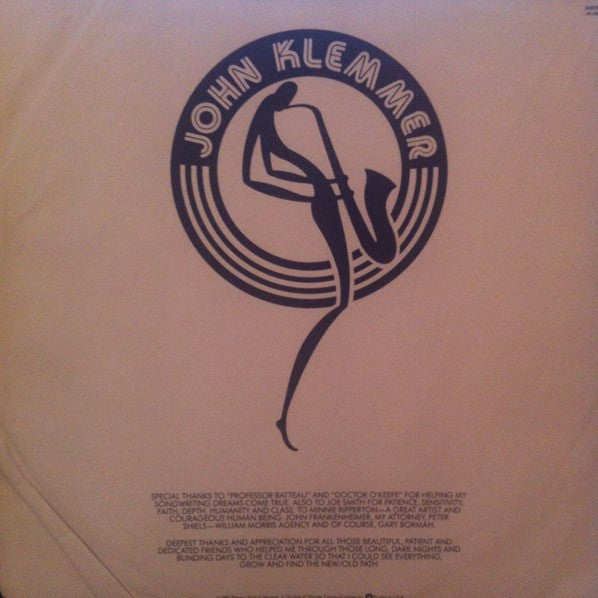 JOHN KLEMMER
SPECIAL THANKS TO "PROFESSOR BATTEAU" AND "DOCTOR O'KEEFE" FOR HELPING MY
SONGWRITING DREAMS COME TRUE. ALSO TO JOE SMITH FOR PATIENCE, SENSITIVITY,
FAITH, DEPTH, HUMANITY AND CLASS. TO MINNIE RIPPERTON—A GREAT ARTIST AND
COURAGEOUS HUMAN BEING. JOHN FRANKENHEIMER, MY ATTORNEY. PETER
SHIELS—WILLIAM MORRIS AGENCY AND OF COURSE, GARY BORMAN.
DEEPEST THANKS AND APPRECIATION FOR ALL THOSE BEAUTIFUL, PATIENT AND
DEDICATED FRIENDS WHO HELPED ME THROUGH THOSE LONG, DARK NIGHTS AND
BLINDING DAYS TO THE CLEAR WATER SO THAT I COULD SEE EVERYTHING,
GROW AND FIND THE NEW/OLD PATH.